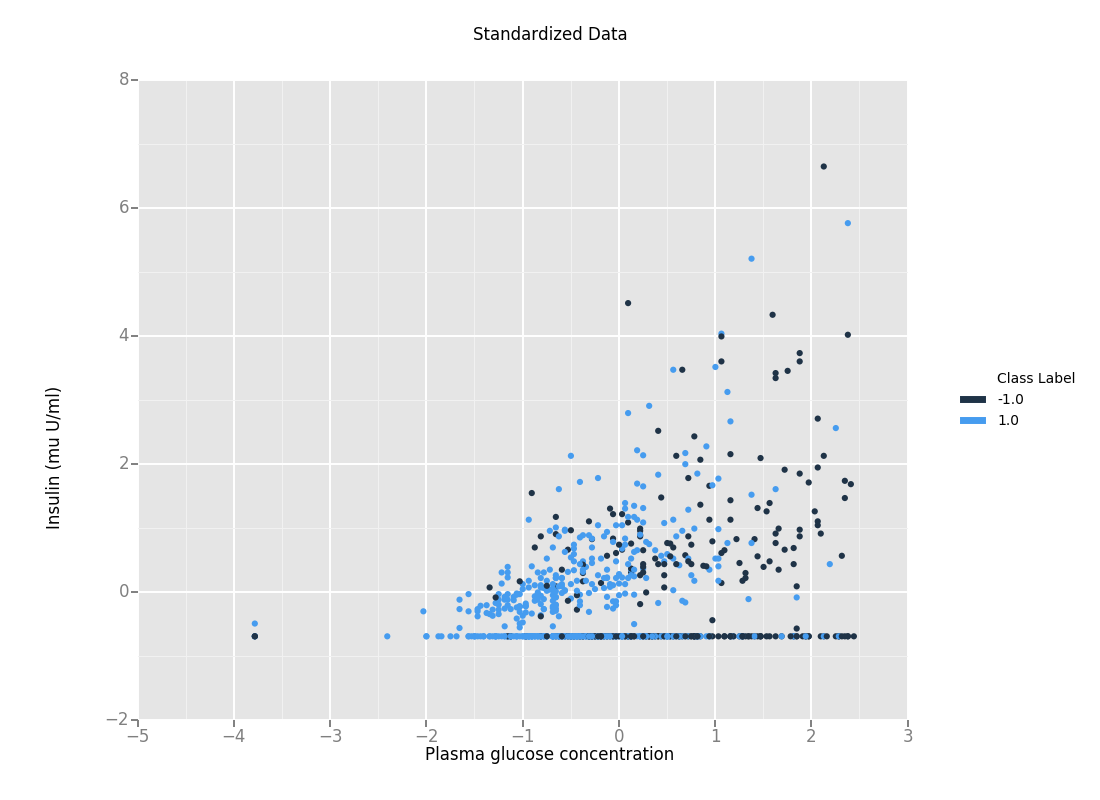 Standardized Data
8
6
4
2
0
−2
Insulin (mu U/ml)
−5 −4 −3 −2 −1 0 1 2 3
Plasma glucose concentration
Class Label
-1.0
1.0